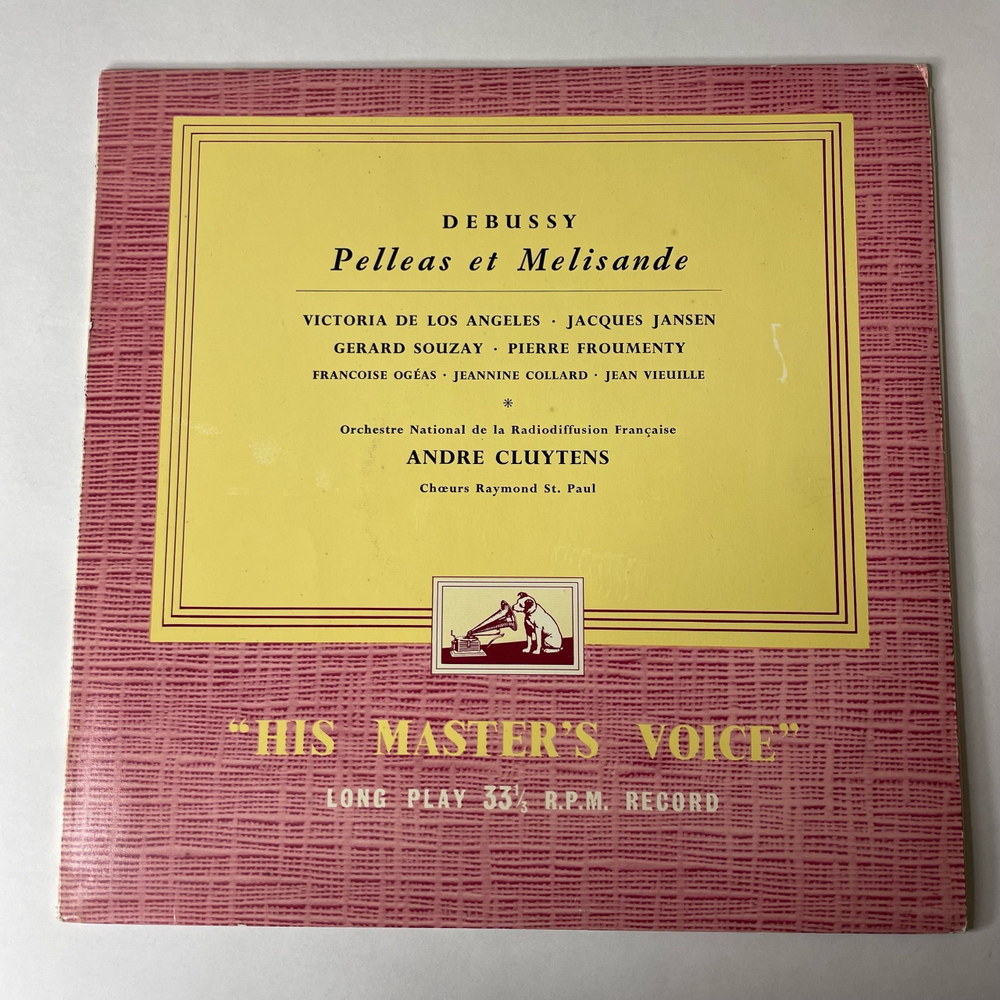 DEBUSSY
Pelleas et Melisande
VICTORIA DE LOS ANGELES · JACQUES JANSEN
GERARD SOUZAY · PIERRE FROUMENTY
FRANCOISE OGÉAS · JEANNINE COLLARD · JEAN VIEUILLE
*
Orchestre National de la Radiodiffusion Française
ANDRE CLUYTENS
Chœurs Raymond St. Paul
“HIS MASTER'S VOICE”
LONG PLAY 33⅓ R.P.M. RECORD